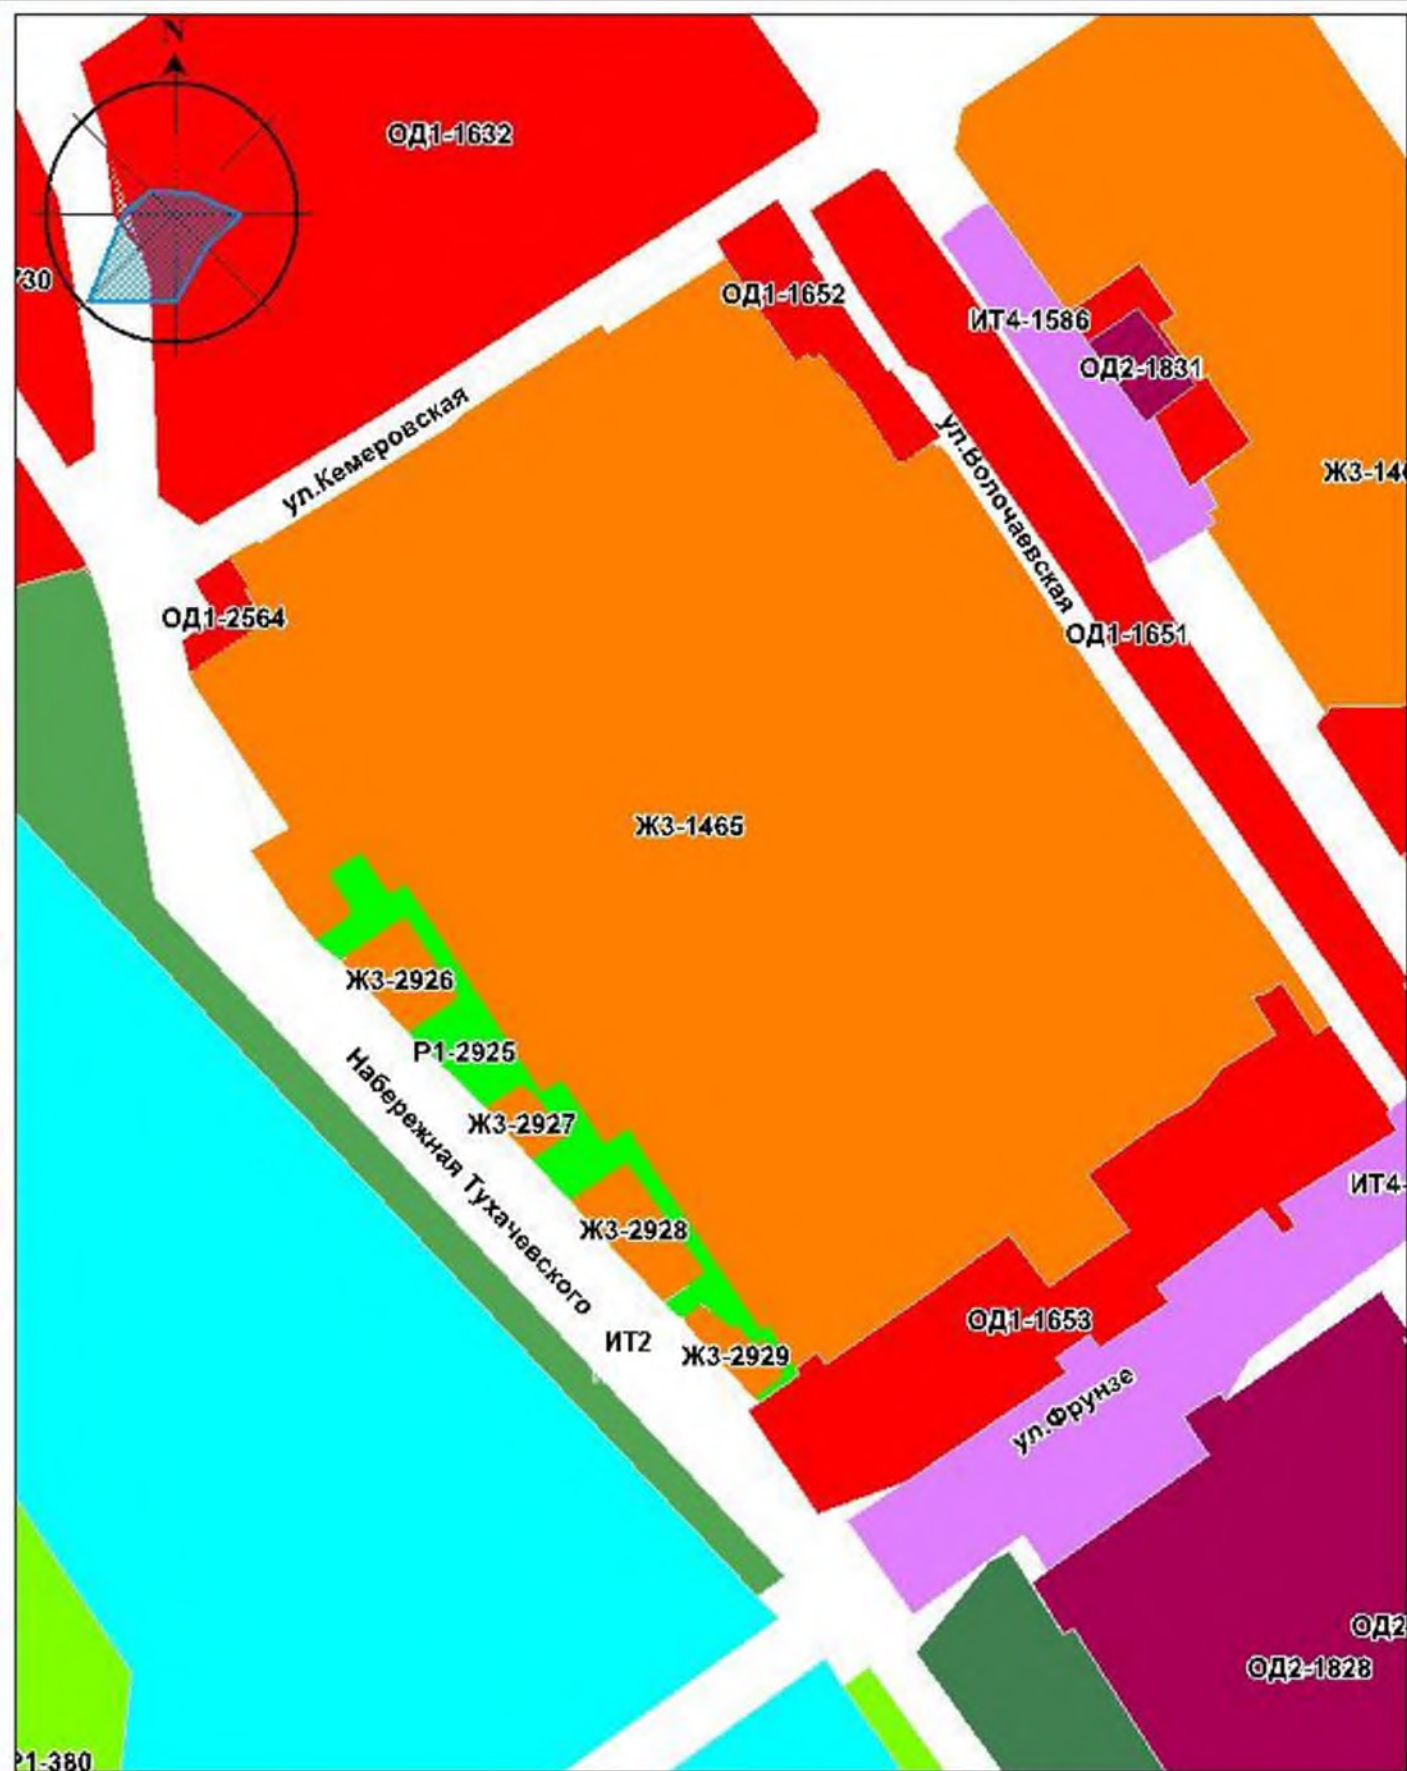 N
ОД1-1632
730
ОД1-1652
ИТ4-1586
ОД2-1831
ул.Кемеровская
ул.Волочаевская
Ж3-146
ОД1-2564
ОД1-1651
Ж3-1465
Ж3-2926
Р1-2925
Набережная Тухачевского
Ж3-2927
ИТ4-
Ж3-2928
ОД1-1653
ИТ2
Ж3-2929
ул.Фрунзе
ОД2
ОД2-1828
Р1-380